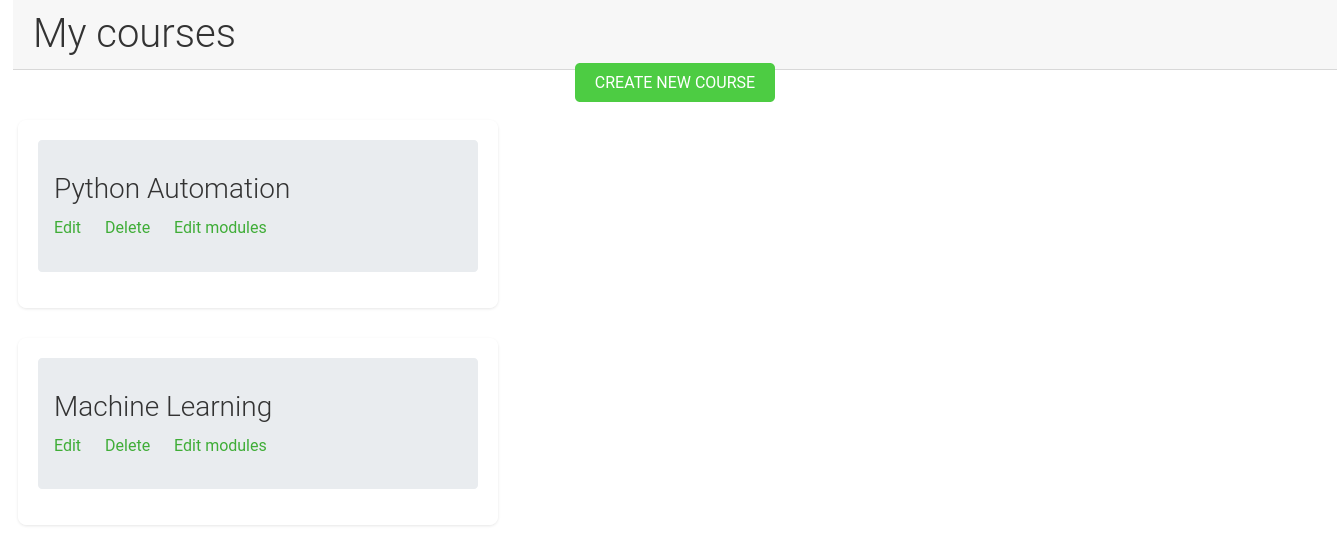 My courses
CREATE NEW COURSE
Python Automation
Edit Delete Edit modules
Machine Learning
Edit Delete Edit modules